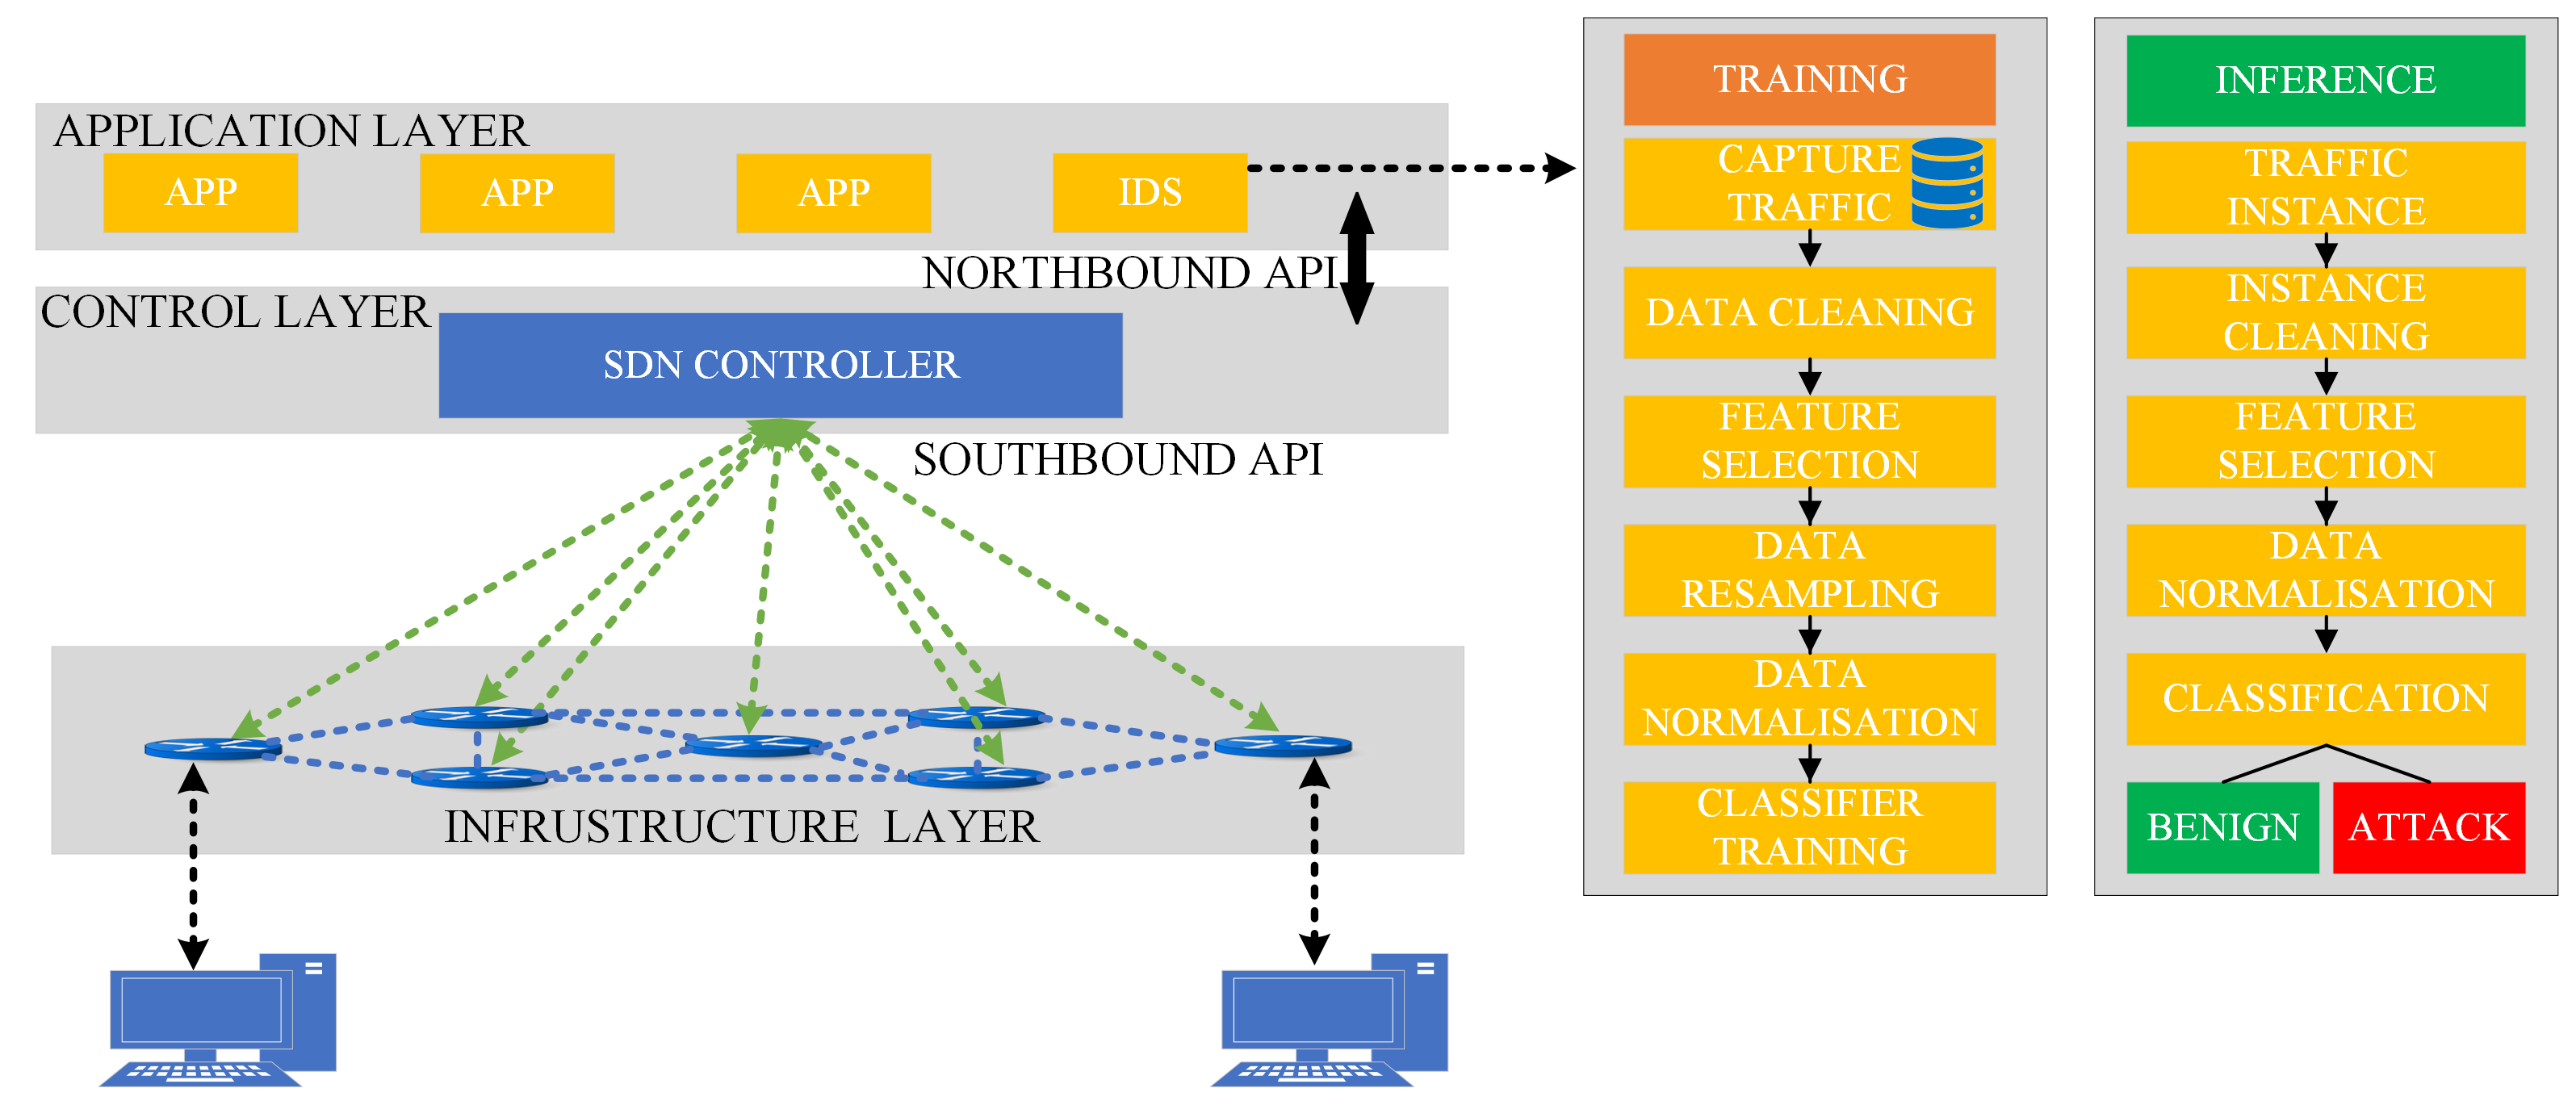 APPLICATION LAYER
APP
APP
APP
IDS
NORTHBOUND API
CONTROL LAYER
SDN CONTROLLER
SOUTHBOUND API
INFRUSTRUCTURE LAYER
TRAINING
CAPTURE
TRAFFIC
DATA CLEANING
FEATURE
SELECTION
DATA
RESAMPLING
DATA
NORMALISATION
CLASSIFIER
TRAINING
INFERENCE
TRAFFIC
INSTANCE
INSTANCE
CLEANING
FEATURE
SELECTION
DATA
NORMALISATION
CLASSIFICATION
BENIGN
ATTACK